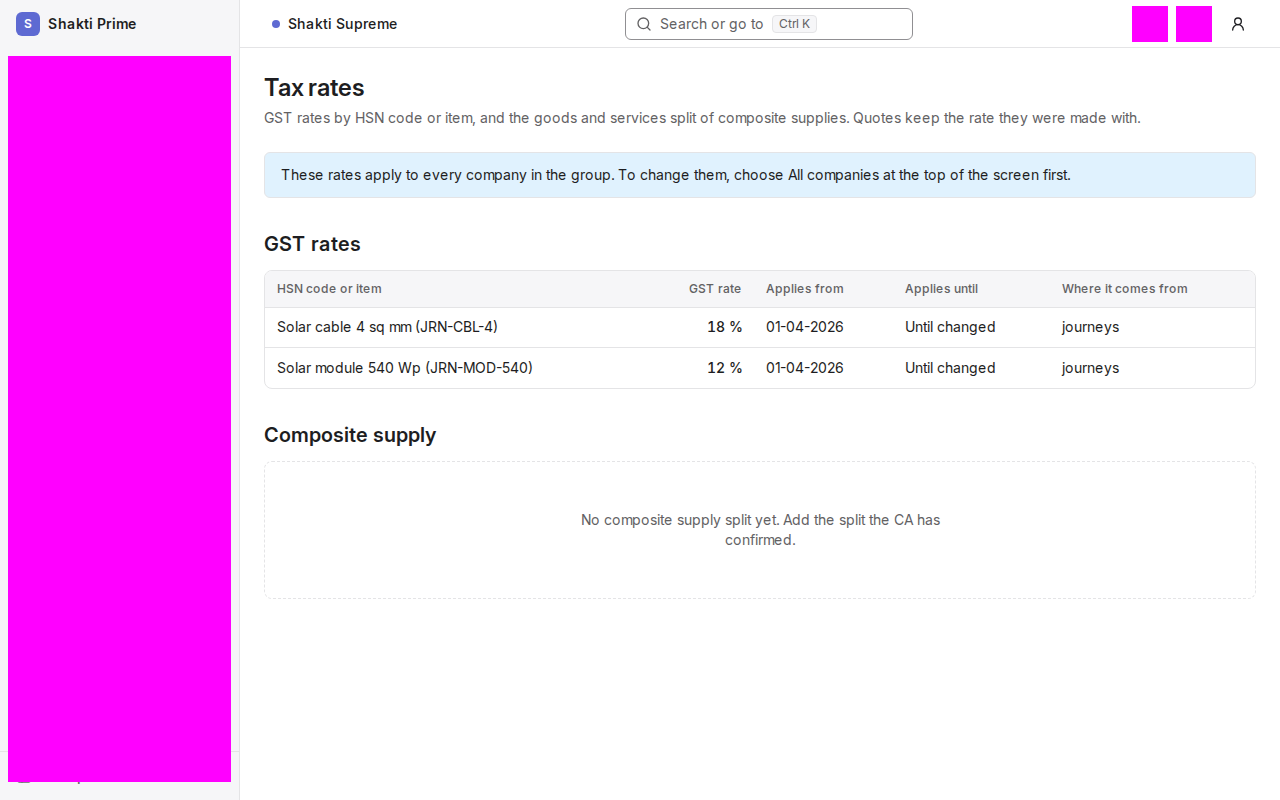 S Shakti Prime
Shakti Supreme
Search or go to Ctrl K
Tax rates
GST rates by HSN code or item, and the goods and services split of composite supplies. Quotes keep the rate they were made with.
These rates apply to every company in the group. To change them, choose All companies at the top of the screen first.
GST rates
HSN code or item GST rate Applies from Applies until Where it comes from
Solar cable 4 sq mm (JRN-CBL-4) 18 % 01-04-2026 Until changed journeys
Solar module 540 Wp (JRN-MOD-540) 12 % 01-04-2026 Until changed journeys
Composite supply
No composite supply split yet. Add the split the CA has
confirmed.